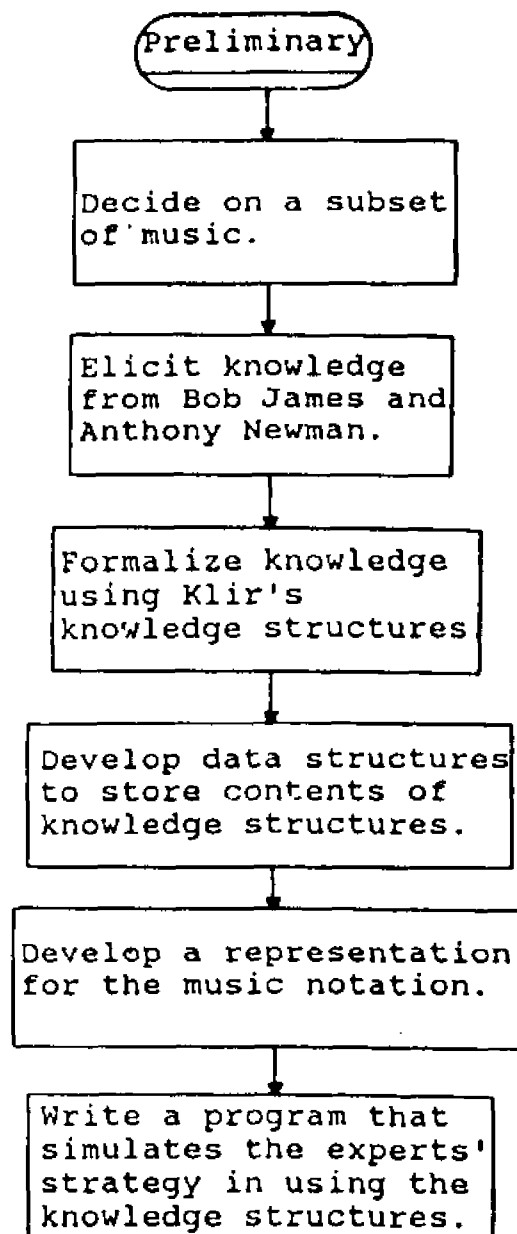 Preliminary
Decide on a subset
of music.
Elicit knowledge
from Bob James and
Anthony Newman.
Formalize knowledge
using Klir's
knowledge structures
Develop data structures
to store contents of
knowledge structures.
Develop a representation
for the music notation.
Write a program that
simulates the experts'
strategy in using the
knowledge structures.